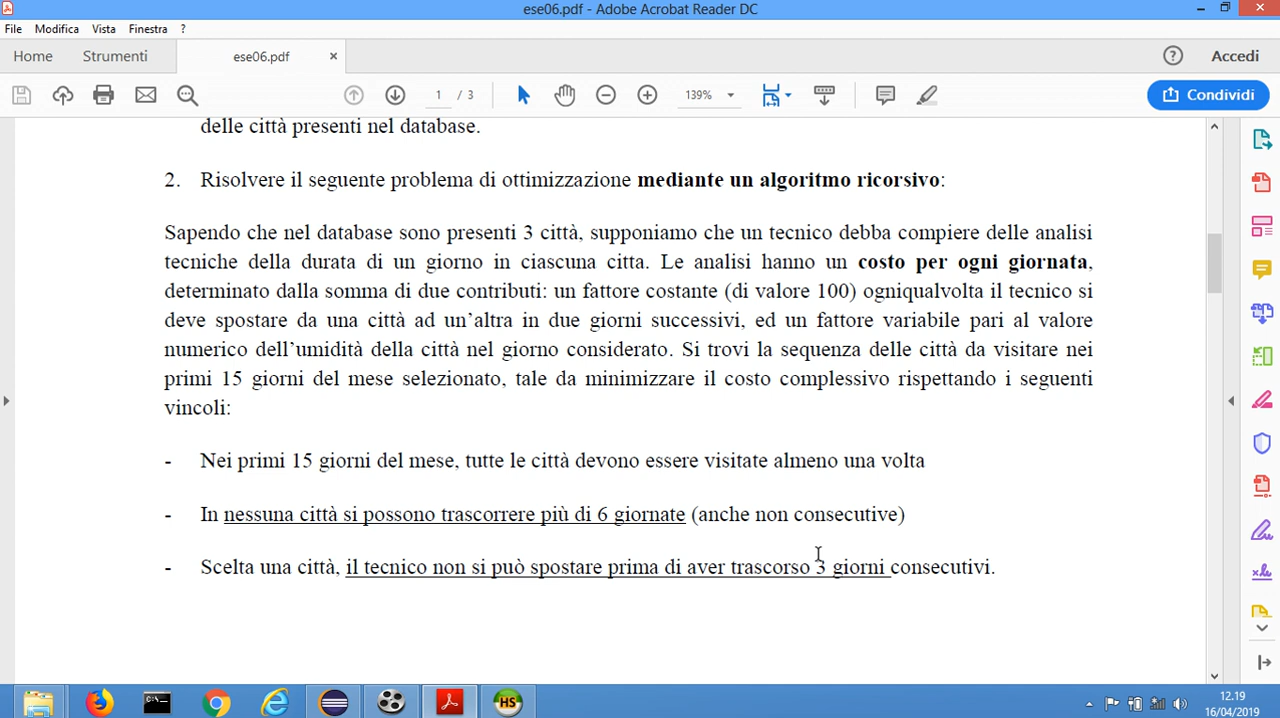 ese06.pdf - Adobe Acrobat Reader DC
File Modifica Vista Finestra ?
Home Strumenti ese06.pdf × ? Accedi
1 / 3 139% Condividi
delle città presenti nel database.
2. Risolvere il seguente problema di ottimizzazione mediante un algoritmo ricorsivo:
Sapendo che nel database sono presenti 3 città, supponiamo che un tecnico debba compiere delle analisi
tecniche della durata di un giorno in ciascuna citta. Le analisi hanno un costo per ogni giornata,
determinato dalla somma di due contributi: un fattore costante (di valore 100) ogniqualvolta il tecnico si
deve spostare da una città ad un’altra in due giorni successivi, ed un fattore variabile pari al valore
numerico dell’umidità della città nel giorno considerato. Si trovi la sequenza delle città da visitare nei
primi 15 giorni del mese selezionato, tale da minimizzare il costo complessivo rispettando i seguenti
vincoli:
- Nei primi 15 giorni del mese, tutte le città devono essere visitate almeno una volta
- In nessuna città si possono trascorrere più di 6 giornate (anche non consecutive)
- Scelta una città, il tecnico non si può spostare prima di aver trascorso 3 giorni consecutivi.
HS
12.19
16/04/2019